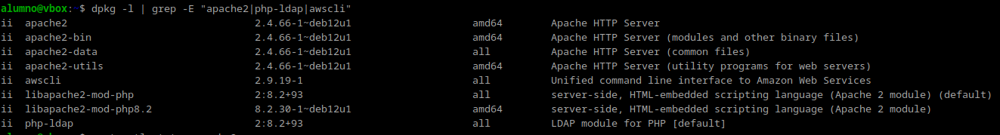 alumno@vbox:~$ dpkg -l | grep -E "apache2|php-ldap|awscli"
ii  apache2                               2.4.66-1~deb12u1                    amd64        Apache HTTP Server
ii  apache2-bin                           2.4.66-1~deb12u1                    amd64        Apache HTTP Server (modules and other binary files)
ii  apache2-data                          2.4.66-1~deb12u1                    all          Apache HTTP Server (common files)
ii  apache2-utils                         2.4.66-1~deb12u1                    amd64        Apache HTTP Server (utility programs for web servers)
ii  awscli                                2.9.19-1                            all          Unified command line interface to Amazon Web Services
ii  libapache2-mod-php                    2:8.2+93                            all          server-side, HTML-embedded scripting language (Apache 2 module) (default)
ii  libapache2-mod-php8.2                 8.2.30-1~deb12u1                    amd64        server-side, HTML-embedded scripting language (Apache 2 module)
ii  php-ldap                              2:8.2+93                            all          LDAP module for PHP [default]